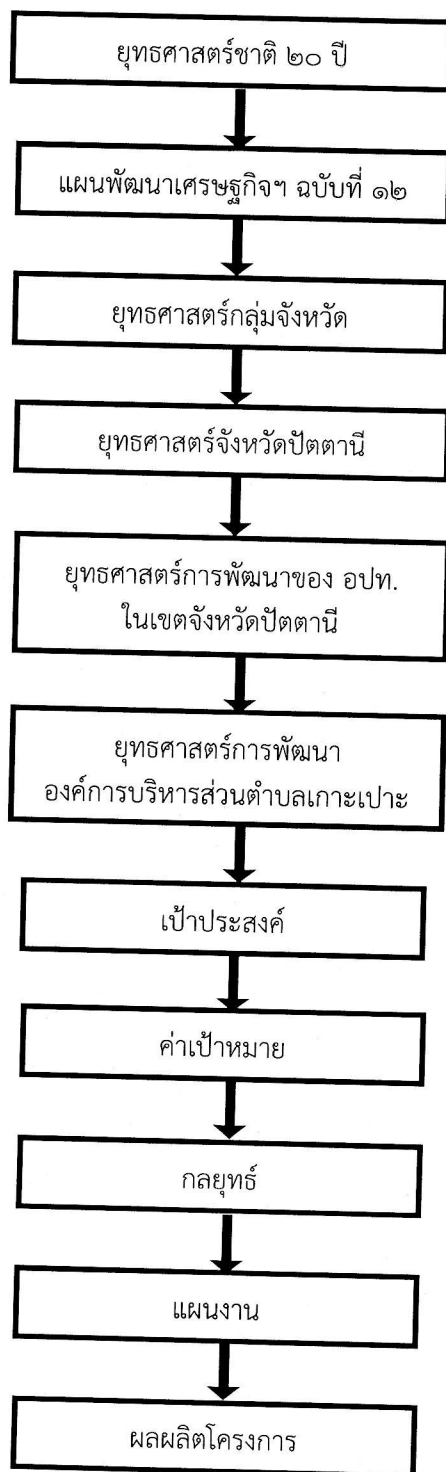 ยุทธศาสตร์ชาติ ๒๐ ปี
แผนพัฒนาเศรษฐกิจฯ ฉบับที่ ๑๒
ยุทธศาสตร์กลุ่มจังหวัด
ยุทธศาสตร์จังหวัดปัตตานี
ยุทธศาสตร์การพัฒนาของ อปท.
ในเขตจังหวัดปัตตานี
ยุทธศาสตร์การพัฒนา
องค์การบริหารส่วนตำบลเกาะเปาะ
เป้าประสงค์
ค่าเป้าหมาย
กลยุทธ์
แผนงาน
ผลผลิตโครงการ